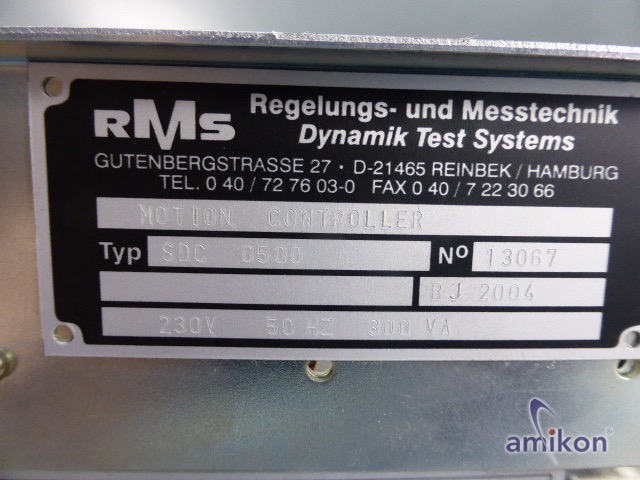 RMS Regelungs- und Messtechnik
Dynamik Test Systems
GUTENBERGSTRASSE 27 · D-21465 REINBEK / HAMBURG
TEL. 0 40 / 72 76 03-0 FAX 0 40 / 7 22 30 66
MOTION CONTROLLER
Typ SDC 6500 No 13067
BJ 2004
230V 50 HZ 300 VA
amikon®